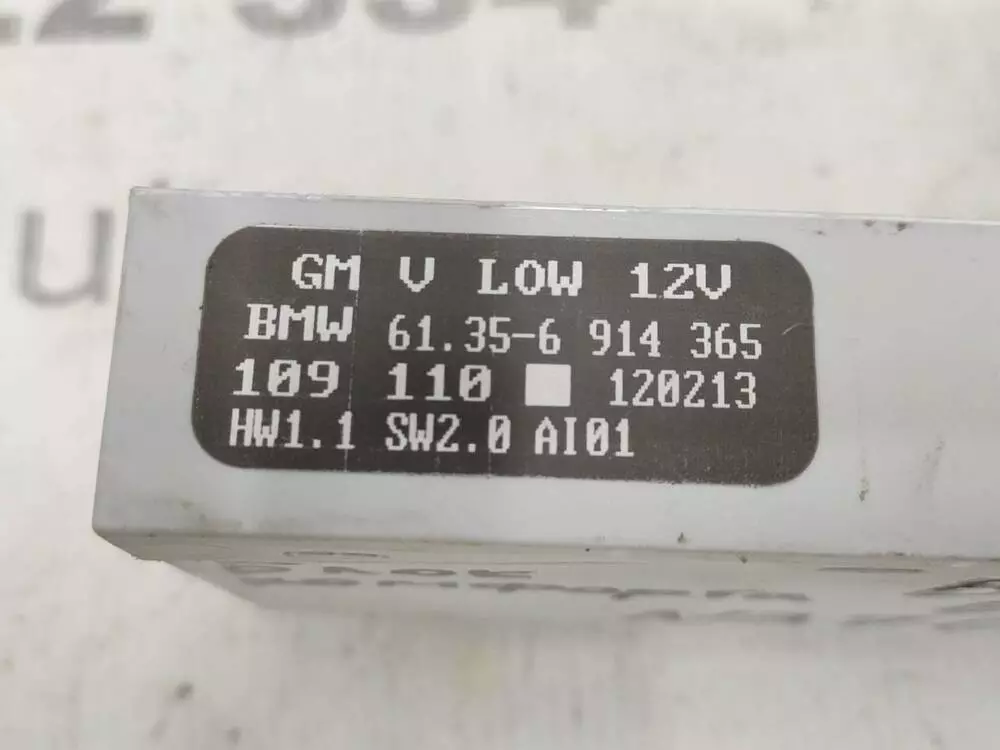 GM V LOW 12V
BMW 61.35-6 914 365
109 110 120213
HW1.1 SW2.0 AI01